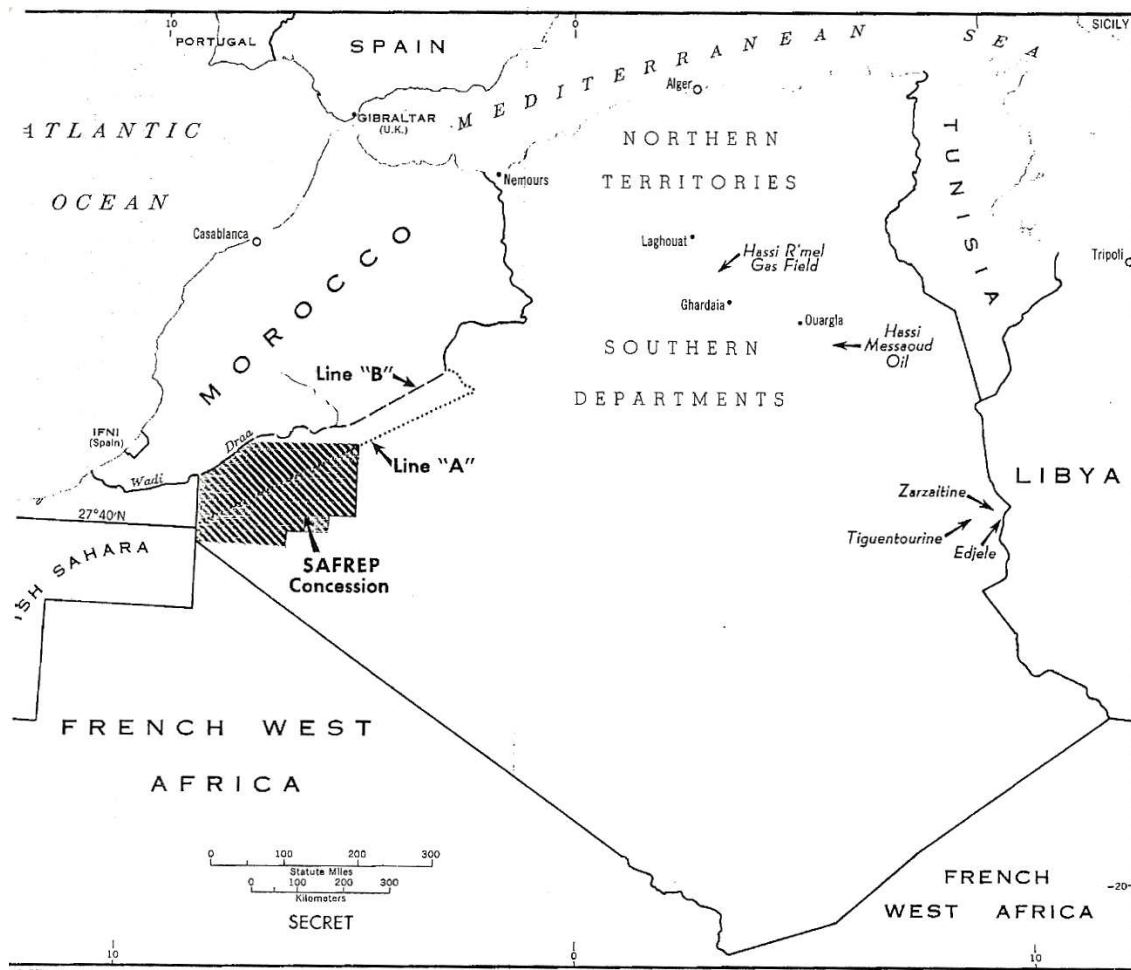 10
0
SICILY
PORTUGAL
SPAIN
MEDITERRANEAN SEA
Alger
GIBRALTAR
(U.K.)
ATLANTIC
OCEAN
NORTHERN
TERRITORIES
TUNISIA
Nemours
Casablanca
Laghouat
Hassi R'mel
Gas Field
Tripoli
MOROCCO
Ghardaia
Ouargla
Hassi
Messaoud
Oil
SOUTHERN
DEPARTMENTS
Line "B"
IFNI
(Spain)
Draa
Wadi
Line "A"
LIBYA
Zarzaitine
27°40'N
Tiguentourine
Edjele
SAFREP
Concession
SH SAHARA
FRENCH WEST
AFRICA
0 100 200 300
Statute Miles
0 100 200 300
Kilometers
SECRET
FRENCH
WEST AFRICA
-20-
10
0
10